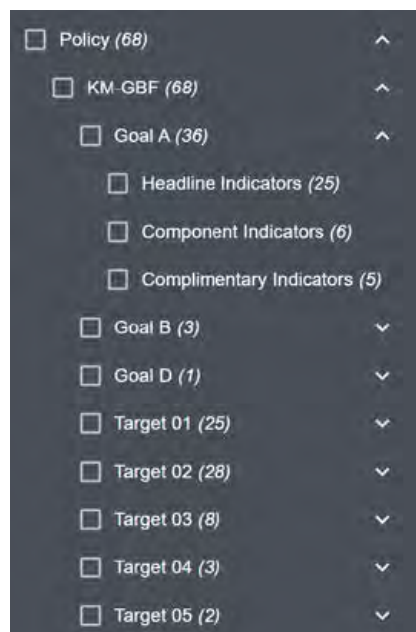 Policy (68)
KM-GBF (68)
Goal A (36)
Headline Indicators (25)
Component Indicators (6)
Complimentary Indicators (5)
Goal B (3)
Goal D (1)
Target 01 (25)
Target 02 (28)
Target 03 (8)
Target 04 (3)
Target 05 (2)